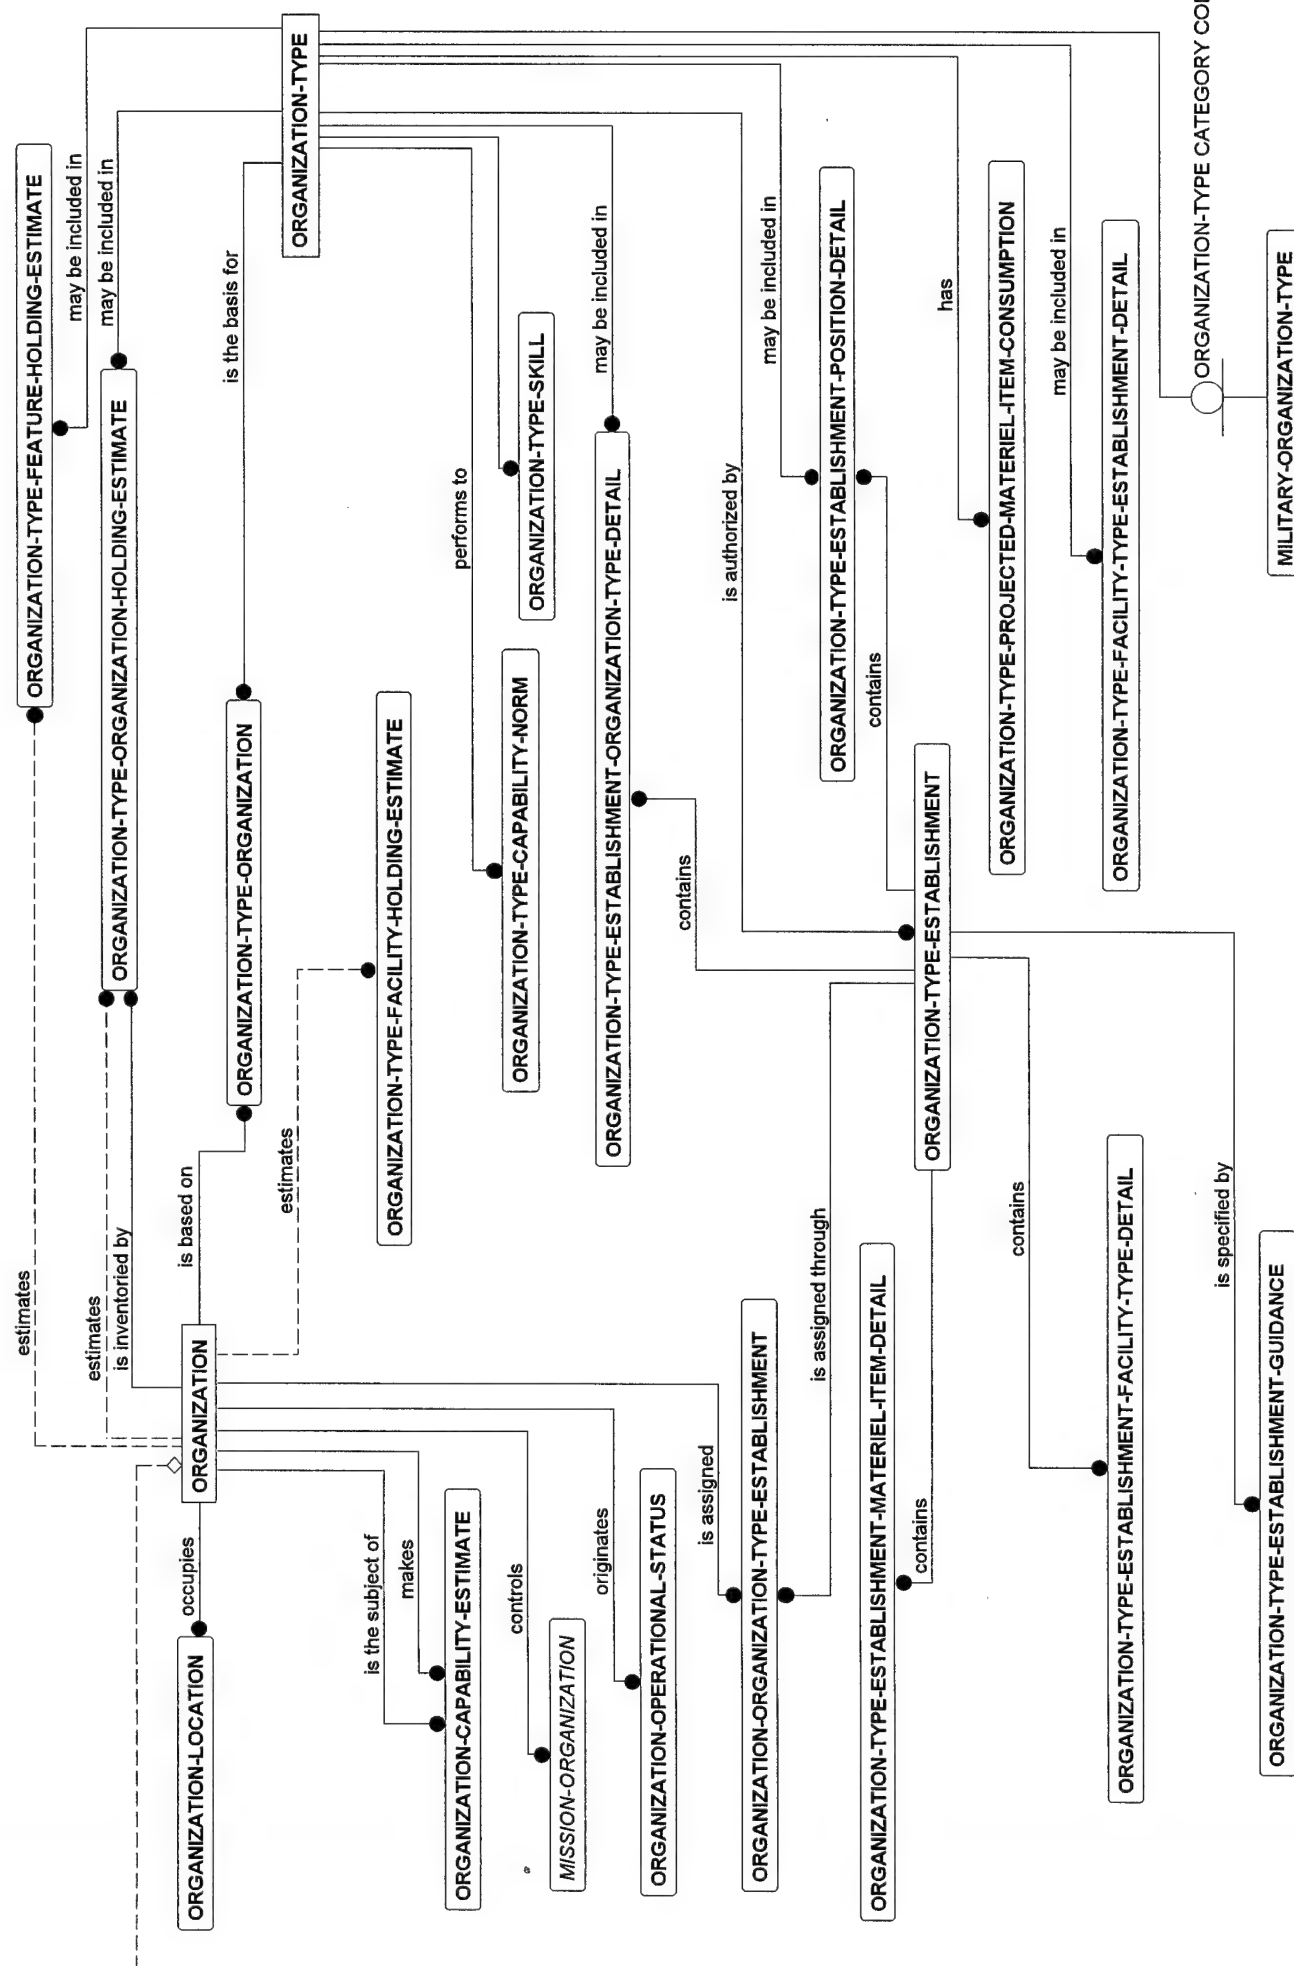 ORGANIZATION-TYPE-FEATURE-HOLDING-ESTIMATE
estimates
may be included in
may be included in
estimates
is inventoried by
ORGANIZATION-TYPE-ORGANIZATION-HOLDING-ESTIMATE
ORGANIZATION
ORGANIZATION-TYPE
occupies
is based on
is the basis for
ORGANIZATION-LOCATION
ORGANIZATION-TYPE-ORGANIZATION
estimates
ORGANIZATION-TYPE-FACILITY-HOLDING-ESTIMATE
is the subject of
makes
ORGANIZATION-CAPABILITY-ESTIMATE
performs to
ORGANIZATION-TYPE-CAPABILITY-NORM
ORGANIZATION-TYPE-SKILL
controls
MISSION-ORGANIZATION
originates
may be included in
ORGANIZATION-TYPE-ESTABLISHMENT-ORGANIZATION-TYPE-DETAIL
ORGANIZATION-OPERATIONAL-STATUS
is assigned
contains
is authorized by
ORGANIZATION-ORGANIZATION-TYPE-ESTABLISHMENT
may be included in
is assigned through
ORGANIZATION-TYPE-ESTABLISHMENT-POSITION-DETAIL
contains
ORGANIZATION-TYPE-ESTABLISHMENT-MATERIEL-ITEM-DETAIL
contains
ORGANIZATION-TYPE-ESTABLISHMENT
has
ORGANIZATION-TYPE-PROJECTED-MATERIEL-ITEM-CONSUMPTION
contains
may be included in
ORGANIZATION-TYPE-ESTABLISHMENT-FACILITY-TYPE-DETAIL
ORGANIZATION-TYPE-FACILITY-TYPE-ESTABLISHMENT-DETAIL
is specified by
ORGANIZATION-TYPE CATEGORY
ORGANIZATION-TYPE-ESTABLISHMENT-GUIDANCE
MILITARY-ORGANIZATION-TYPE